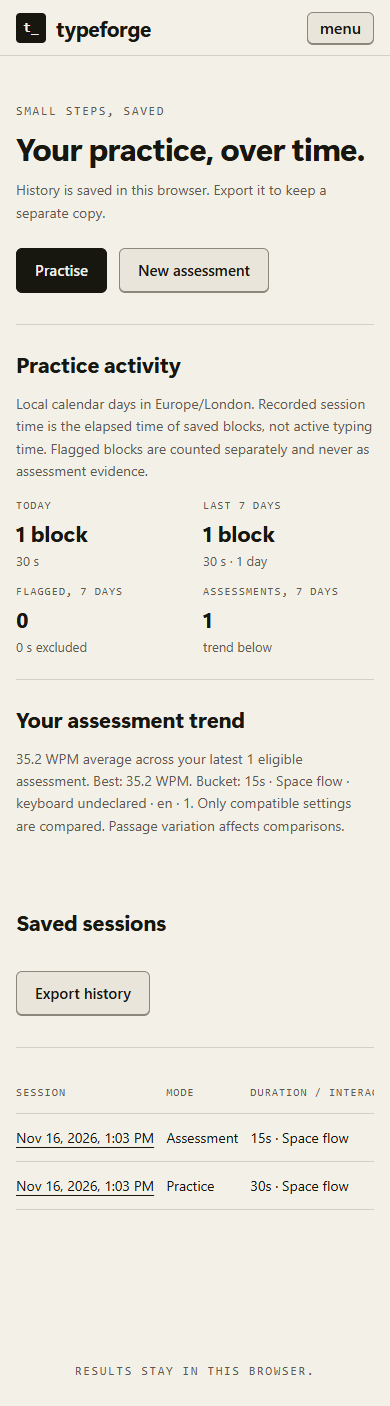 t_ typeforge menu
SMALL STEPS, SAVED
Your practice, over time.
History is saved in this browser. Export it to keep a
separate copy.
Practise New assessment
Practice activity
Local calendar days in Europe/London. Recorded session
time is the elapsed time of saved blocks, not active typing
time. Flagged blocks are counted separately and never as
assessment evidence.
TODAY LAST 7 DAYS
1 block 1 block
30 s 30 s · 1 day
FLAGGED, 7 DAYS ASSESSMENTS, 7 DAYS
0 1
0 s excluded trend below
Your assessment trend
35.2 WPM average across your latest 1 eligible
assessment. Best: 35.2 WPM. Bucket: 15s · Space flow ·
keyboard undeclared · en · 1. Only compatible settings
are compared. Passage variation affects comparisons.
Saved sessions
Export history
SESSION MODE DURATION / INTERAC
Nov 16, 2026, 1:03 PM Assessment 15s · Space flow
Nov 16, 2026, 1:03 PM Practice 30s · Space flow
RESULTS STAY IN THIS BROWSER.